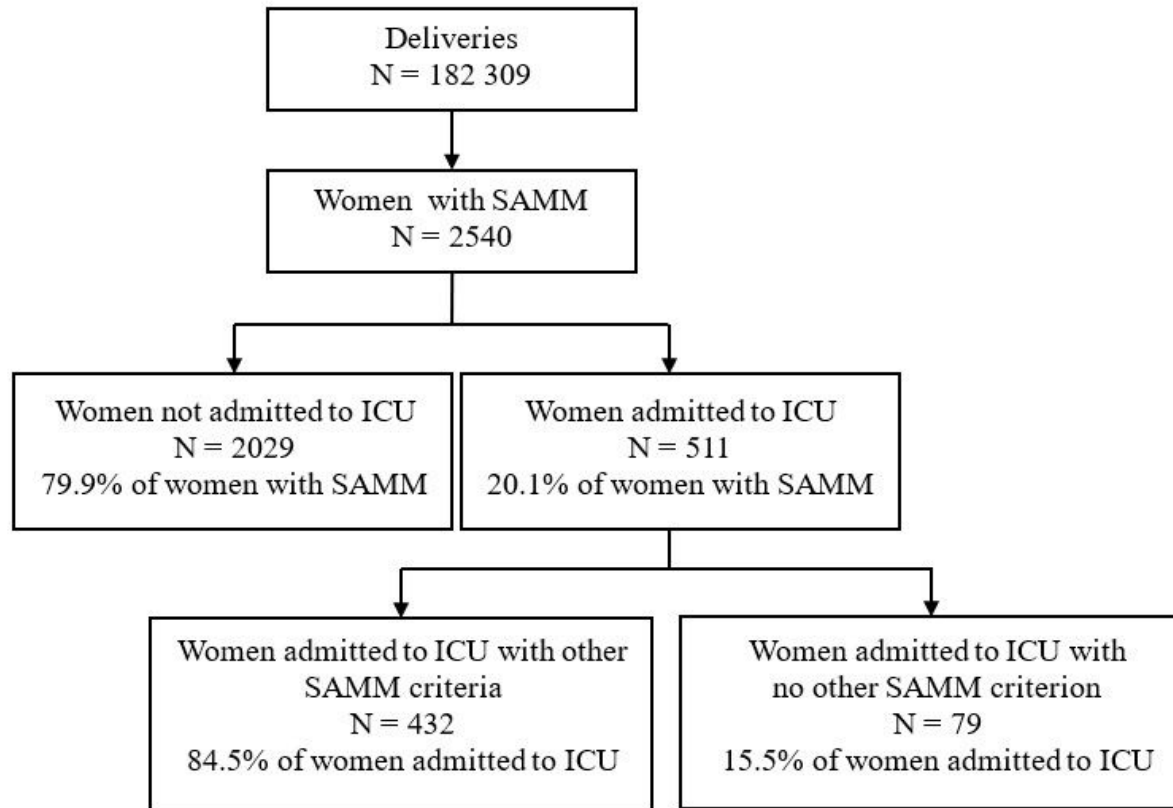 Deliveries
N = 182 309
Women with SAMM
N = 2540
Women not admitted to ICU
N = 2029
79.9% of women with SAMM
Women admitted to ICU
N = 511
20.1% of women with SAMM
Women admitted to ICU with other
SAMM criteria
N = 432
84.5% of women admitted to ICU
Women admitted to ICU with
no other SAMM criterion
N = 79
15.5% of women admitted to ICU